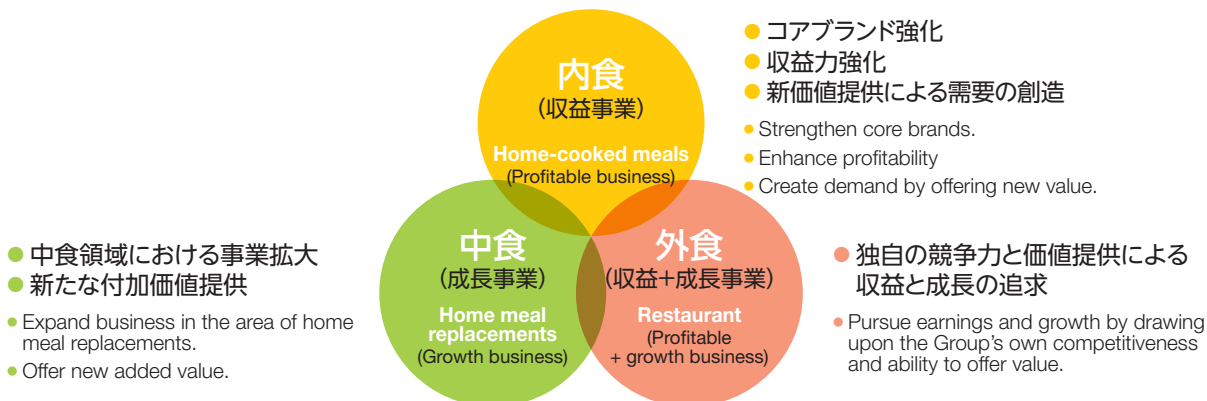 内食
(収益事業)
Home-cooked meals
(Profitable business)
● コアブランド強化
● 収益力強化
● 新価値提供による需要の創造
● Strengthen core brands.
● Enhance profitability
● Create demand by offering new value.
● 中食領域における事業拡大
● 新たな付加価値提供
● Expand business in the area of home
meal replacements.
● Offer new added value.
中食
(成長事業)
Home meal
replacements
(Growth business)
外食
(収益+成長事業)
Restaurant
(Profitable
+ growth business)
● 独自の競争力と価値提供による
収益と成長の追求
● Pursue earnings and growth by drawing
upon the Group's own competitiveness
and ability to offer value.